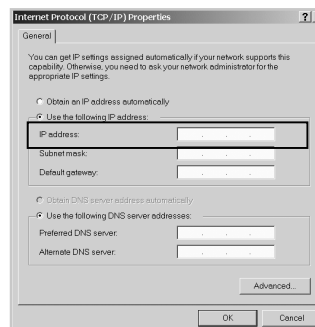 Internet Protocol (TCP/IP) Properties
?
General
You can get IP settings assigned automatically if your network supports this
capability. Otherwise, you need to ask your network administrator for the
appropriate IP settings.
Obtain an IP address automatically
Use the following IP address:
IP address:
Subnet mask:
Default gateway:
Obtain DNS server address automatically
Use the following DNS server addresses:
Preferred DNS server:
Alternate DNS server:
Advanced...
OK
Cancel